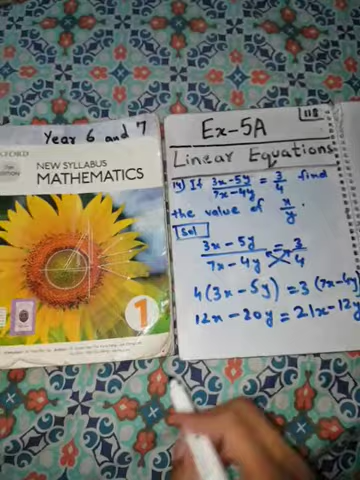 Year 6 and 7
OXFORD
NEW SYLLABUS
MATHEMATICS
1
118
Ex-5A
Linear Equations
14) If 3x-5y/7x-4y = 3/4 find
the value of x/y.
Sol
3x-5y/7x-4y = 3/4
4(3x-5y) = 3(7x-4y)
12x-20y = 21x-12y